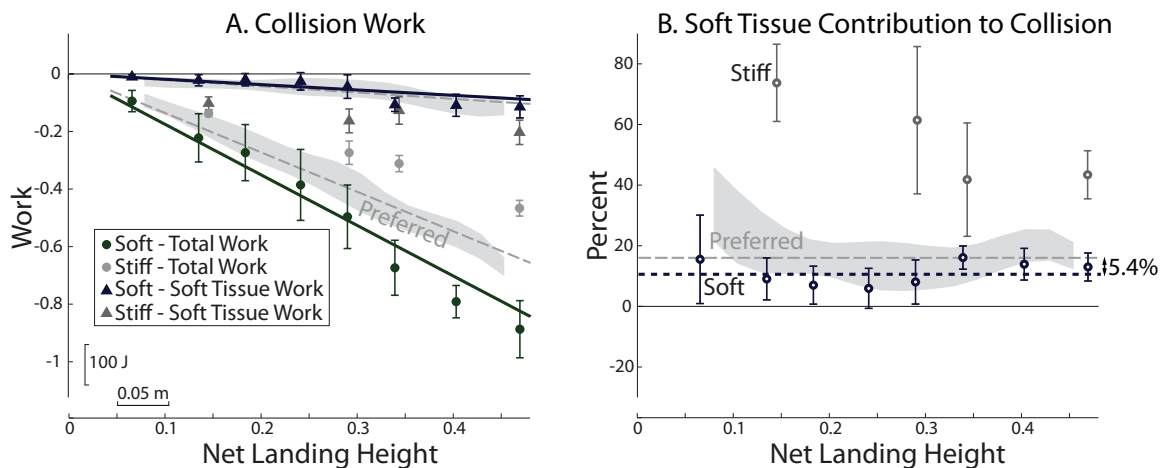 A. Collision Work
0
-0.2
-0.4
-0.6
-0.8
-1
Work
Preferred
Soft - Total Work
Stiff - Total Work
Soft - Soft Tissue Work
Stiff - Soft Tissue Work
100 J
0.05 m
0 0.1 0.2 0.3 0.4
Net Landing Height
B. Soft Tissue Contribution to Collision
80
60
40
20
0
-20
Percent
Stiff
Preferred
Soft
5.4%
0 0.1 0.2 0.3 0.4
Net Landing Height